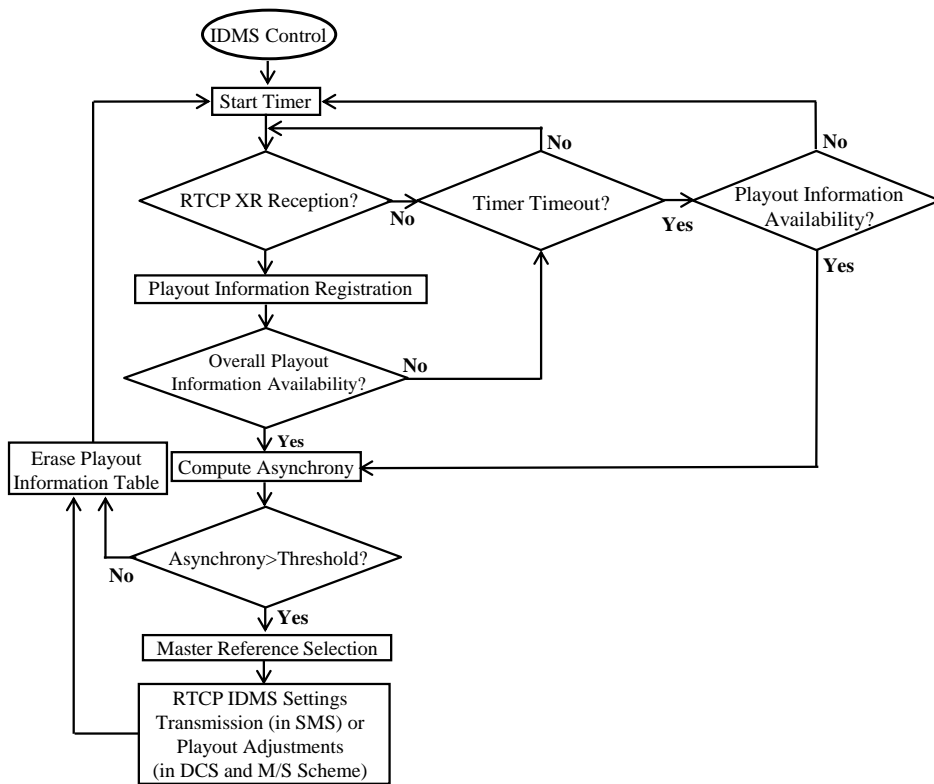 IDMS Control
Start Timer
No
No
RTCP XR Reception?
No
Timer Timeout?
Yes
Playout Information
Availability?
Yes
Playout Information Registration
Overall Playout
Information Availability?
No
Yes
Erase Playout
Information Table
Compute Asynchrony
Asynchrony>Threshold?
No
Yes
Master Reference Selection
RTCP IDMS Settings
Transmission (in SMS) or
Playout Adjustments
(in DCS and M/S Scheme)